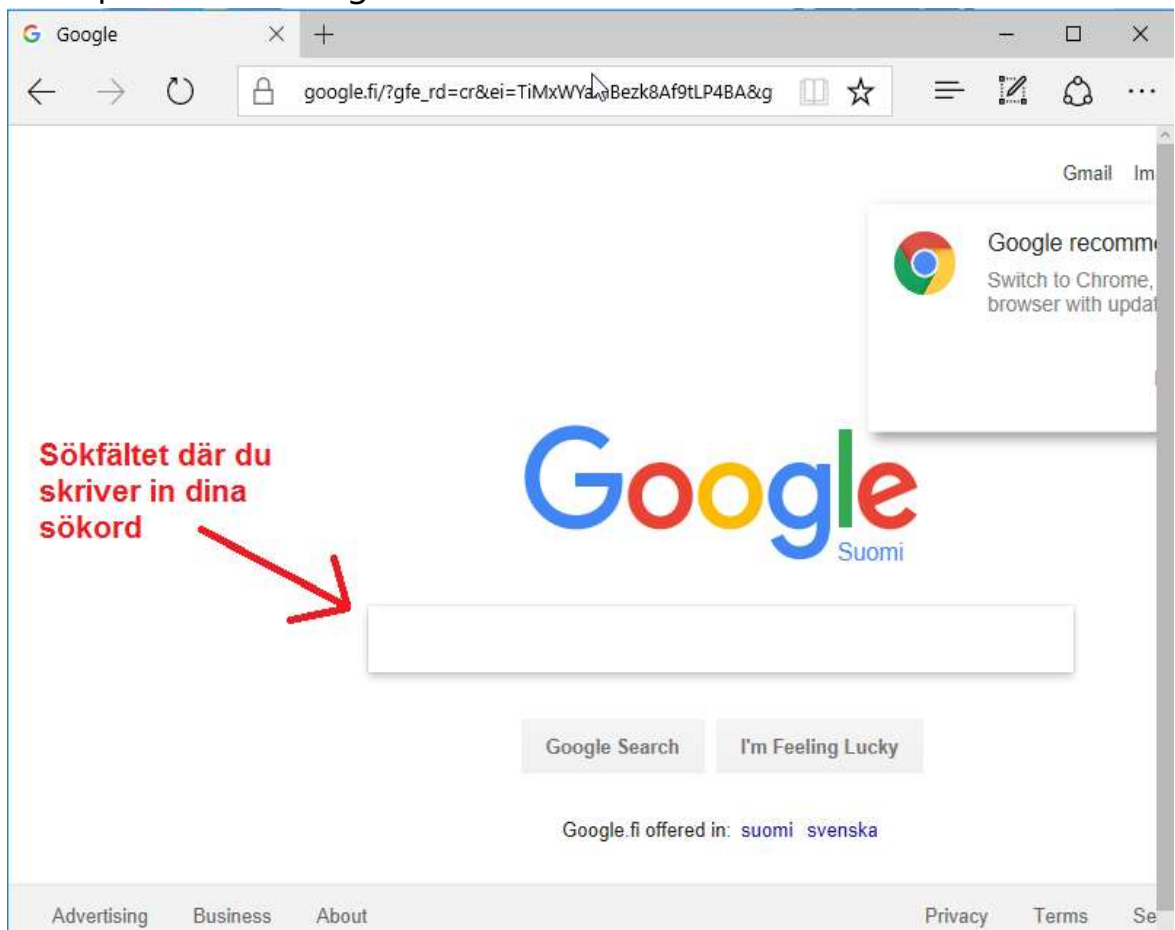 Google
google.fi/?gfe_rd=cr&ei=TiMxWYa Bezk8Af9tLP4BA&g
Gmail Im
Google recomm
Switch to Chrome,
browser with updat
Sökfältet där du
skriver in dina
sökord
Google
Suomi
Google Search I'm Feeling Lucky
Google.fi offered in: suomi svenska
Advertising Business About Privacy Terms Se